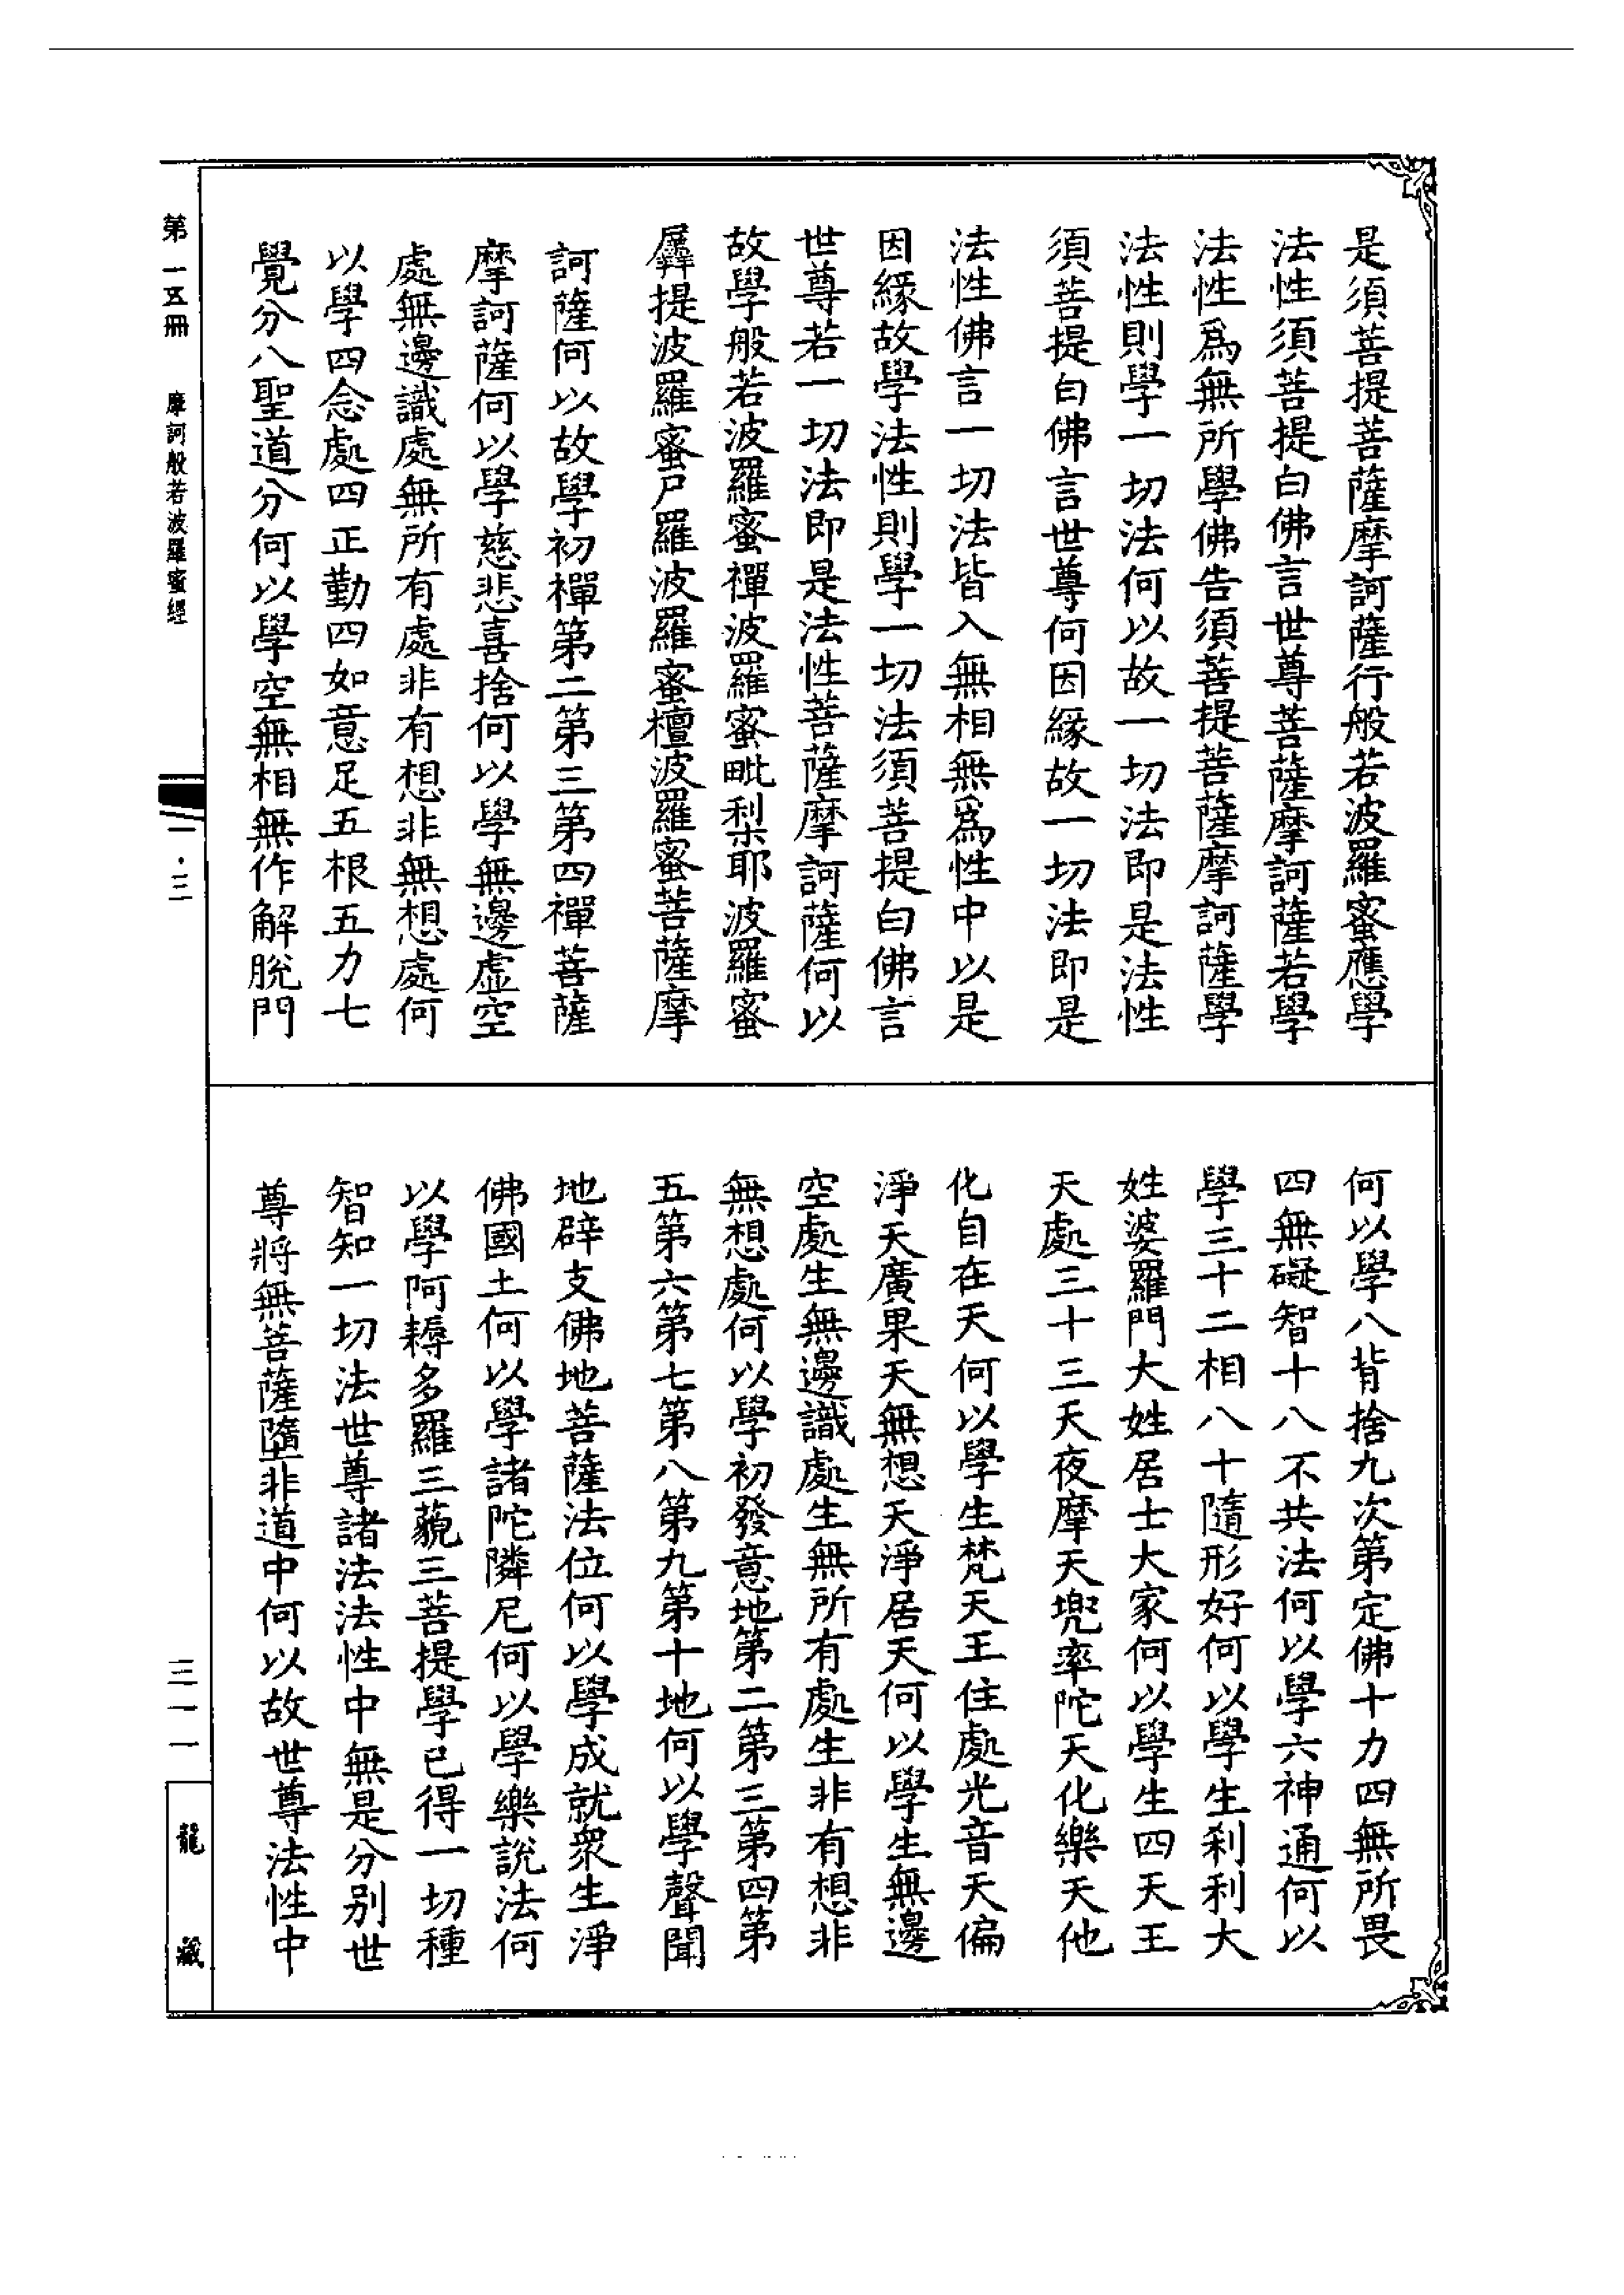 是須菩提菩薩摩訶薩行般若波羅蜜應學
法性須菩提白佛言世尊菩薩摩訶薩若學
法性爲無所學佛告須菩提菩薩摩訶薩學
法性則學一切法何以故一切法即是法性
須菩提白佛言世尊何因緣故一切法即是
法性佛言一切法皆入無相無爲性中以是
因緣故學法性則學一切法須菩提白佛言
世尊若一切法即是法性菩薩摩訶薩何以
故學般若波羅蜜禪波羅蜜毗梨耶波羅蜜
羼提波羅蜜尸羅波羅蜜檀波羅蜜菩薩摩
訶薩何以故學初禪第二第三第四禪菩薩
摩訶薩何以學慈悲喜捨何以學無邊虛空
處無邊識處無所有處非有想非無想處何
以學四念處四正勤四如意足五根五力七
覺分八聖道分何以學空無相無作解脫門
何以學八背捨九次第定佛十力四無所畏
四無礙智十八不共法何以學六神通何以
學三十二相八十隨形好何以學生刹利大
姓婆羅門大姓居士大家何以學生四天王
天處三十三天夜摩天兜率陀天化樂天他
化自在天何以學生梵天王住處光音天徧
淨天廣果天無想天淨居天何以學生無邊
空處生無邊識處生無所有處生非有想非
無想處何以學初發意地第二第三第四第
五第六第七第八第九第十地何以學聲聞
地辟支佛地菩薩法位何以學成就衆生淨
佛國土何以學諸陀隣尼何以學樂說法何
以學阿耨多羅三藐三菩提學已得一切種
智知一切法世尊諸法法性中無是分別世
尊將無菩薩墮非道中何以故世尊法性中
第一五冊 摩訶般若波羅蜜經
一·三
三一一
龍藏